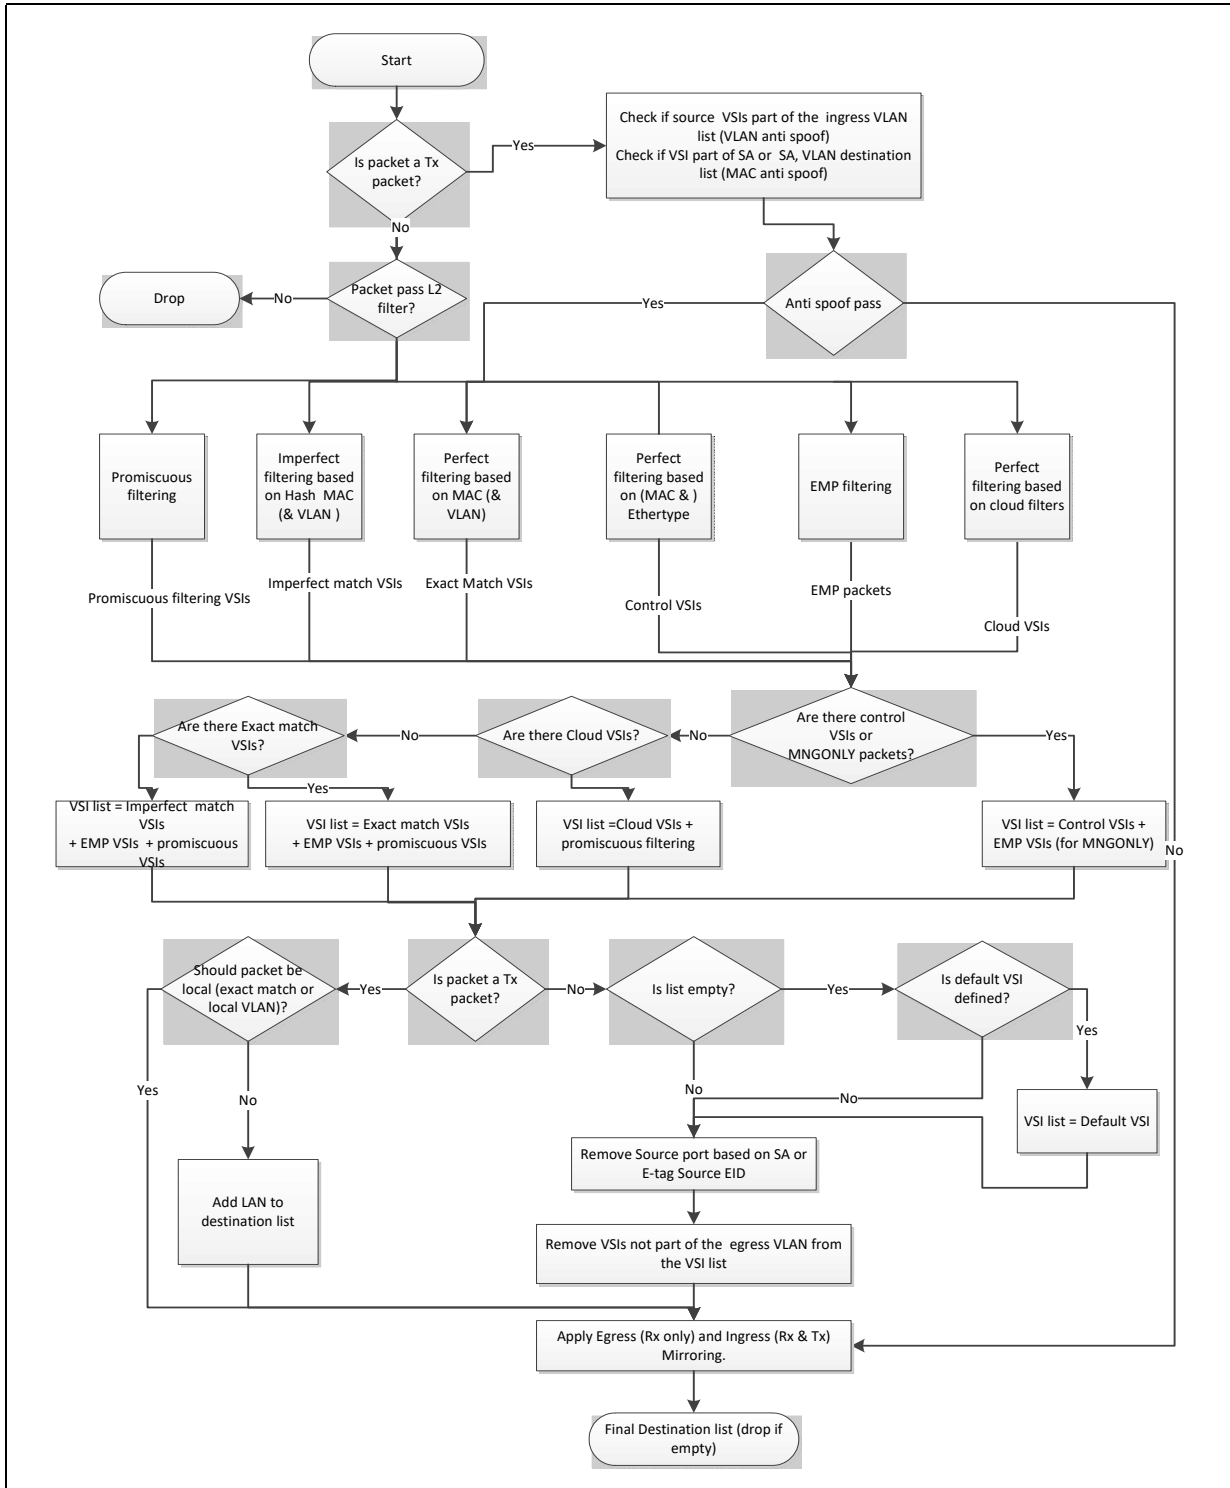 Start
Is packet a Tx
packet?
Yes
Check if source  VSIs part of the  ingress VLAN
list (VLAN anti spoof)
Check if VSI part of SA or  SA, VLAN destination
list (MAC anti spoof)
No
Drop
No
Packet pass L2
filter?
Yes
Anti spoof pass
Promiscuous
filtering
Imperfect
filtering based
on Hash  MAC
(& VLAN )
Perfect
filtering based
on MAC (&
VLAN)
Perfect
filtering based
on (MAC & )
Ethertype
EMP filtering
Perfect
filtering based
on cloud filters
Promiscuous filtering VSIs
Imperfect match VSIs
Exact Match VSIs
Control VSIs
EMP packets
Cloud VSIs
Are there Exact match
VSIs?
No
Are there Cloud VSIs?
No
Are there control
VSIs or
MNGONLY packets?
Yes
Yes
VSI list = Imperfect  match
VSIs
+ EMP VSIs  + promiscuous
VSIs
VSI list = Exact match VSIs
+ EMP VSIs + promiscuous VSIs
VSI list =Cloud VSIs +
promiscuous filtering
VSI list = Control VSIs +
EMP VSIs (for MNGONLY)
No
Should packet be
local (exact match or
local VLAN)?
Yes
Is packet a Tx
packet?
No
Is list empty?
Yes
Is default VSI
defined?
Yes
Yes
No
No
No
VSI list = Default VSI
Remove Source port based on SA or
E-tag Source EID
Add LAN to
destination list
Remove VSIs not part of the  egress VLAN from
the VSI list
Apply Egress (Rx only) and Ingress (Rx & Tx)
Mirroring.
Final Destination list (drop if
empty)